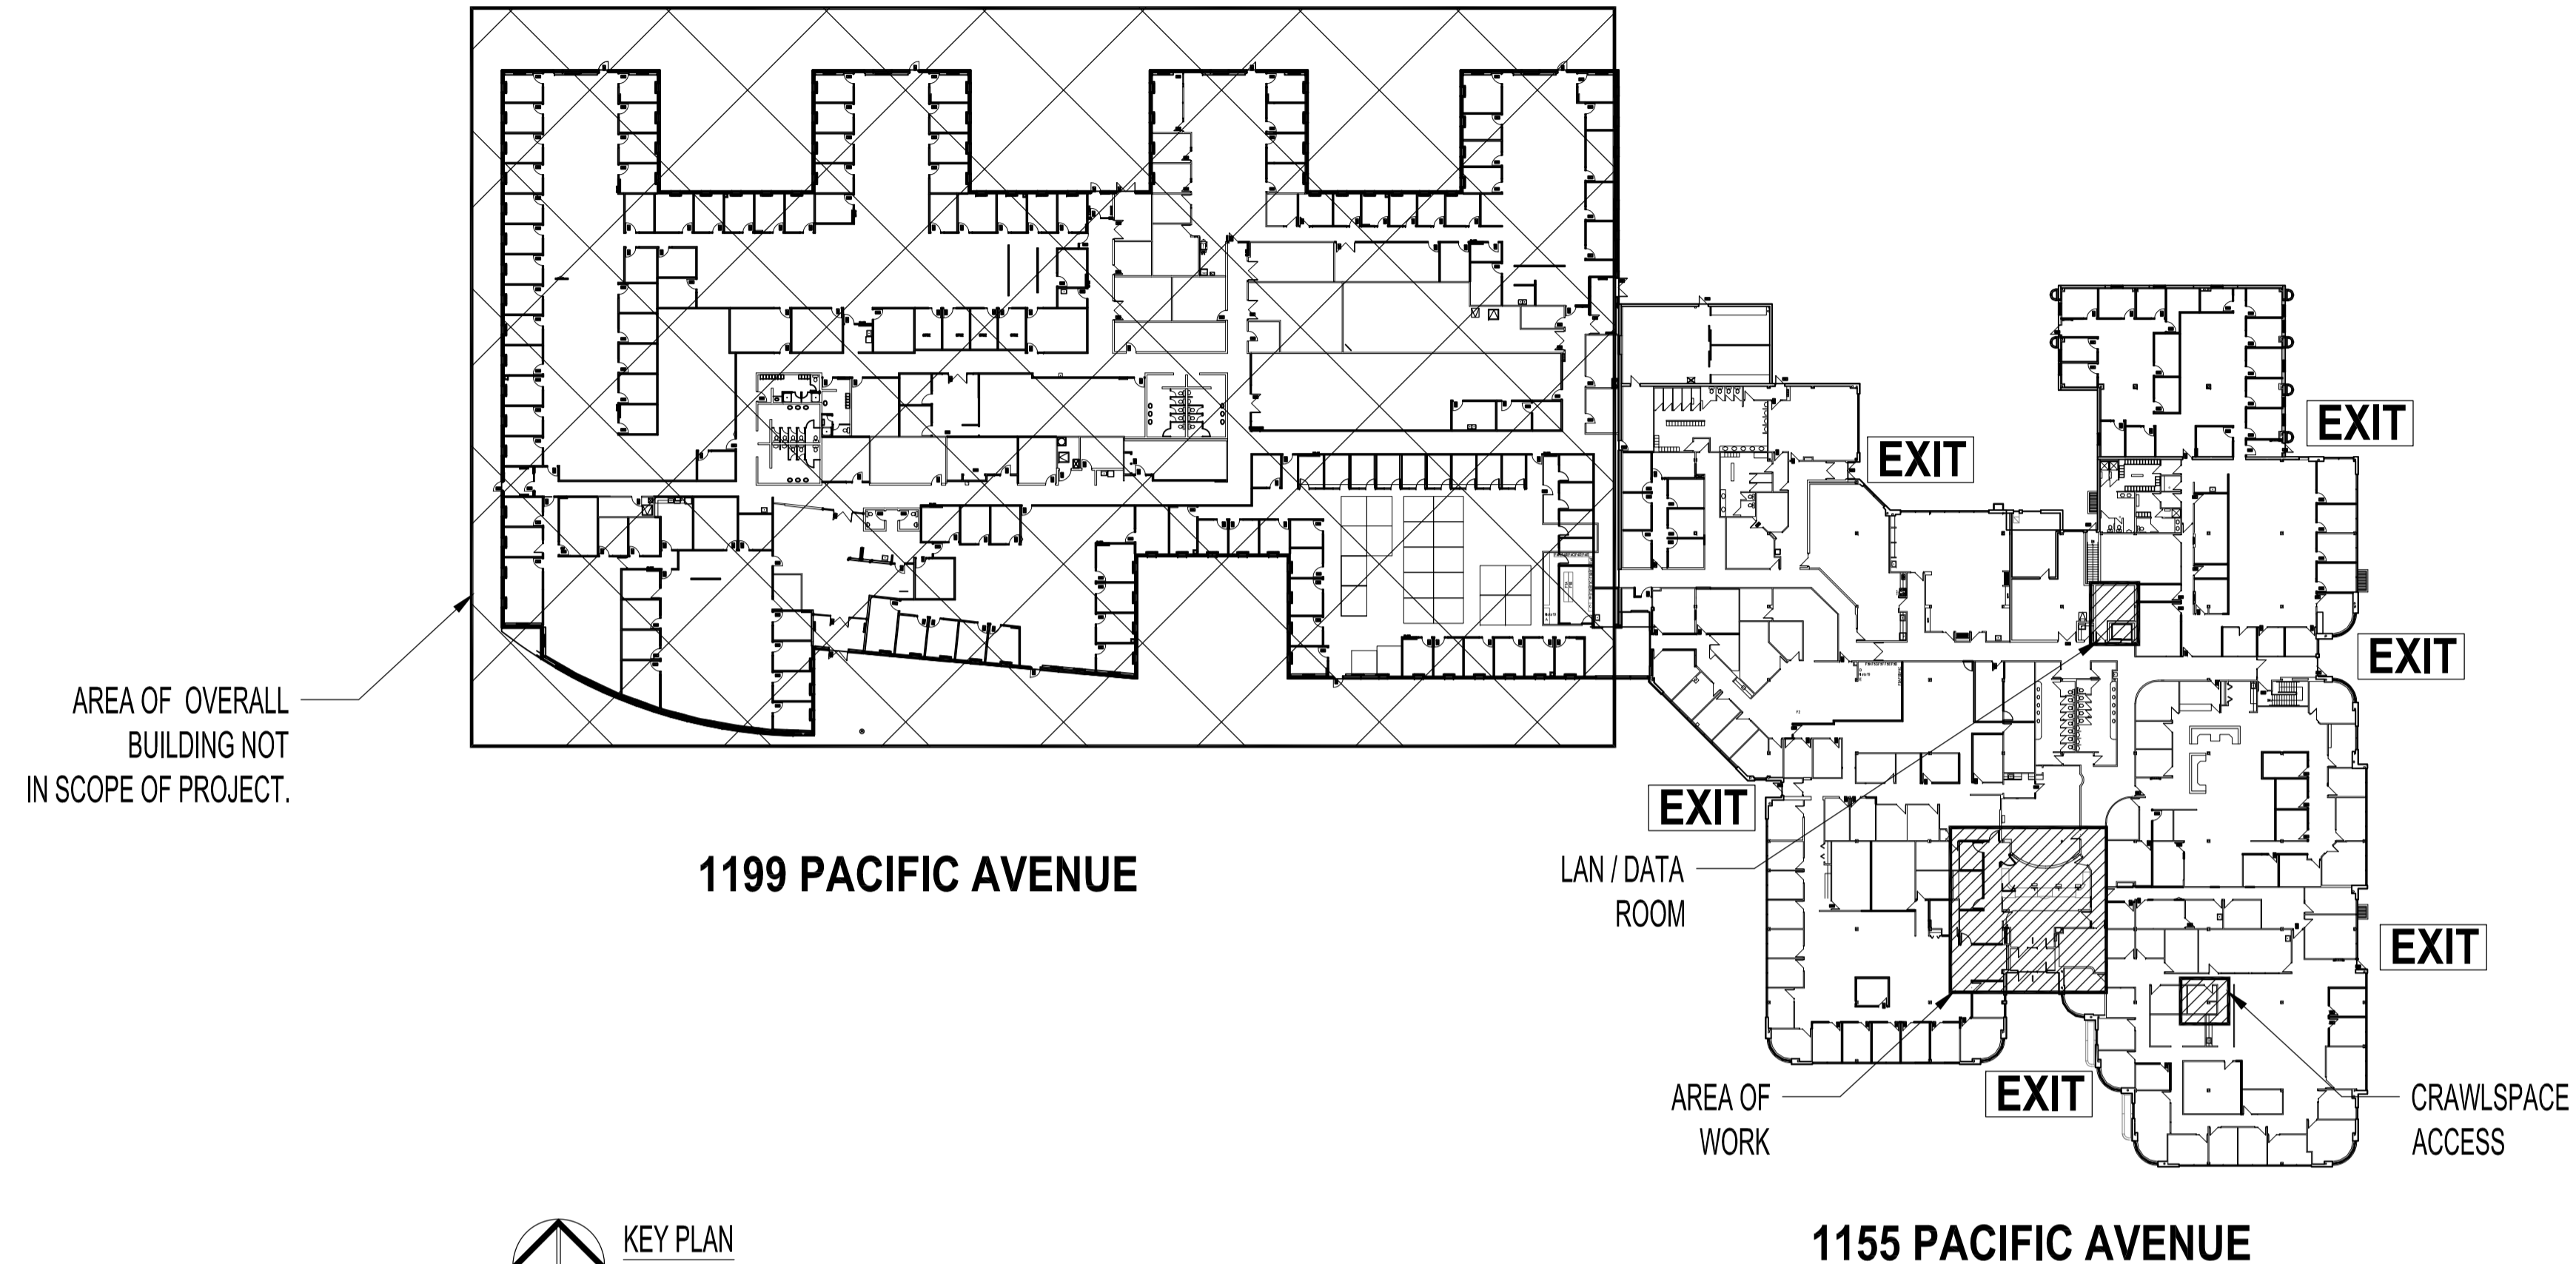 EXIT
EXIT
EXIT
AREA OF OVERALL
BUILDING NOT
IN SCOPE OF PROJECT.
EXIT
1199 PACIFIC AVENUE
LAN / DATA
ROOM
EXIT
AREA OF
WORK
EXIT
CRAWLSPACE
ACCESS
KEY PLAN
1155 PACIFIC AVENUE